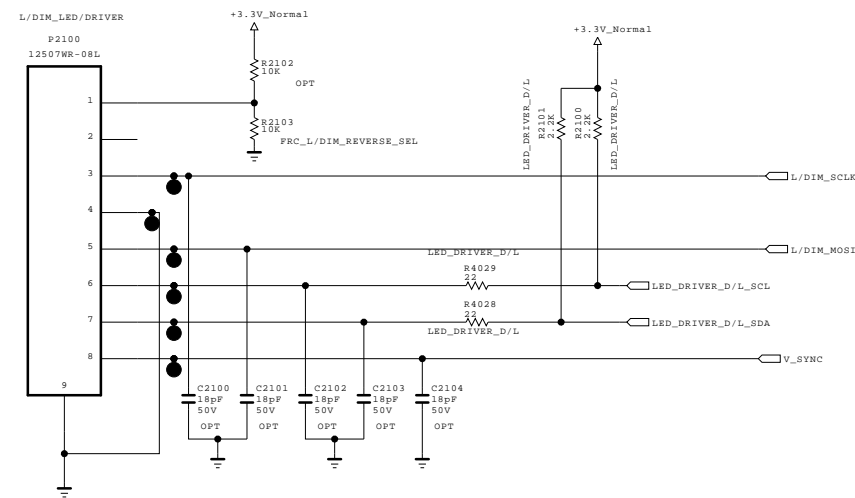 L/DIM_LED/DRIVER
P2100
12507WR-08L
+3.3V_Normal
R2102
10K
OPT
R2103
10K
FRC_L/DIM_REVERSE_SEL
+3.3V_Normal
LED_DRIVER_D/L
R2101
2.2K
R2100
2.2K
LED_DRIVER_D/L
1
2
3
L/DIM_SCLK
4
5
L/DIM_MOSI
LED_DRIVER_D/L
R4029
22
6
LED_DRIVER_D/L_SCL
R4028
22
7
LED_DRIVER_D/L_SDA
LED_DRIVER_D/L
8
V_SYNC
9
C2100
18pF
50V
OPT
C2101
18pF
50V
OPT
C2102
18pF
50V
OPT
C2103
18pF
50V
OPT
C2104
18pF
50V
OPT